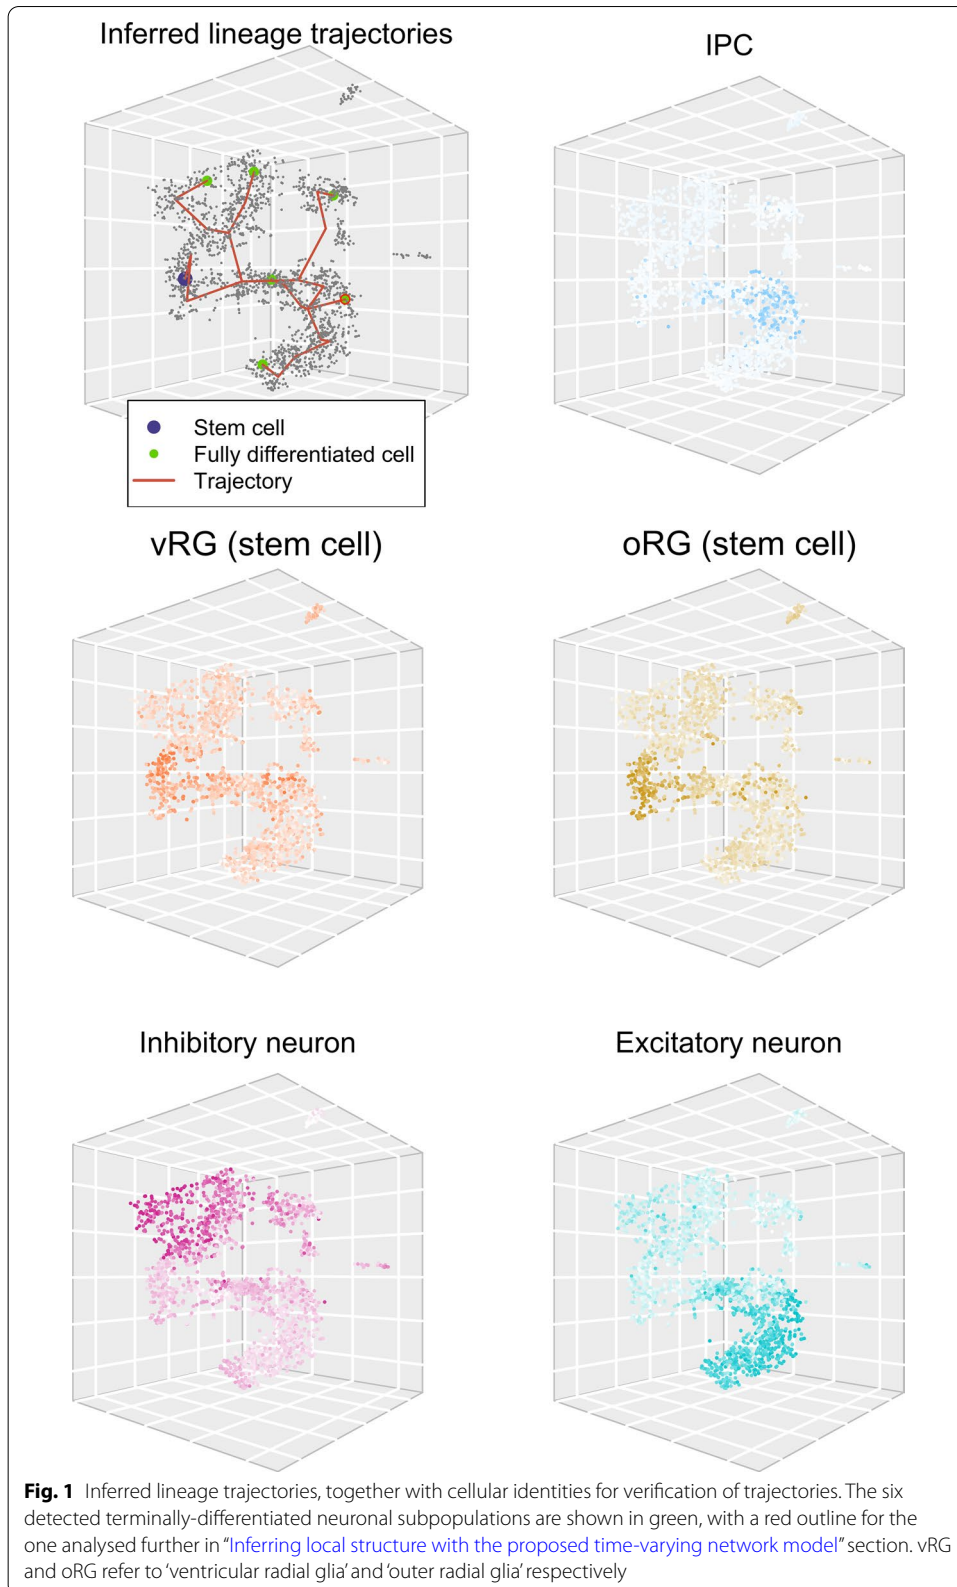 Inferred lineage trajectories
IPC
Stem cell
Fully differentiated cell
Trajectory
vRG (stem cell)
oRG (stem cell)
Inhibitory neuron
Excitatory neuron
Fig. 1 Inferred lineage trajectories, together with cellular identities for verification of trajectories. The six
detected terminally-differentiated neuronal subpopulations are shown in green, with a red outline for the
one analysed further in “Inferring local structure with the proposed time-varying network model” section. vRG
and oRG refer to ‘ventricular radial glia’ and ‘outer radial glia’ respectively